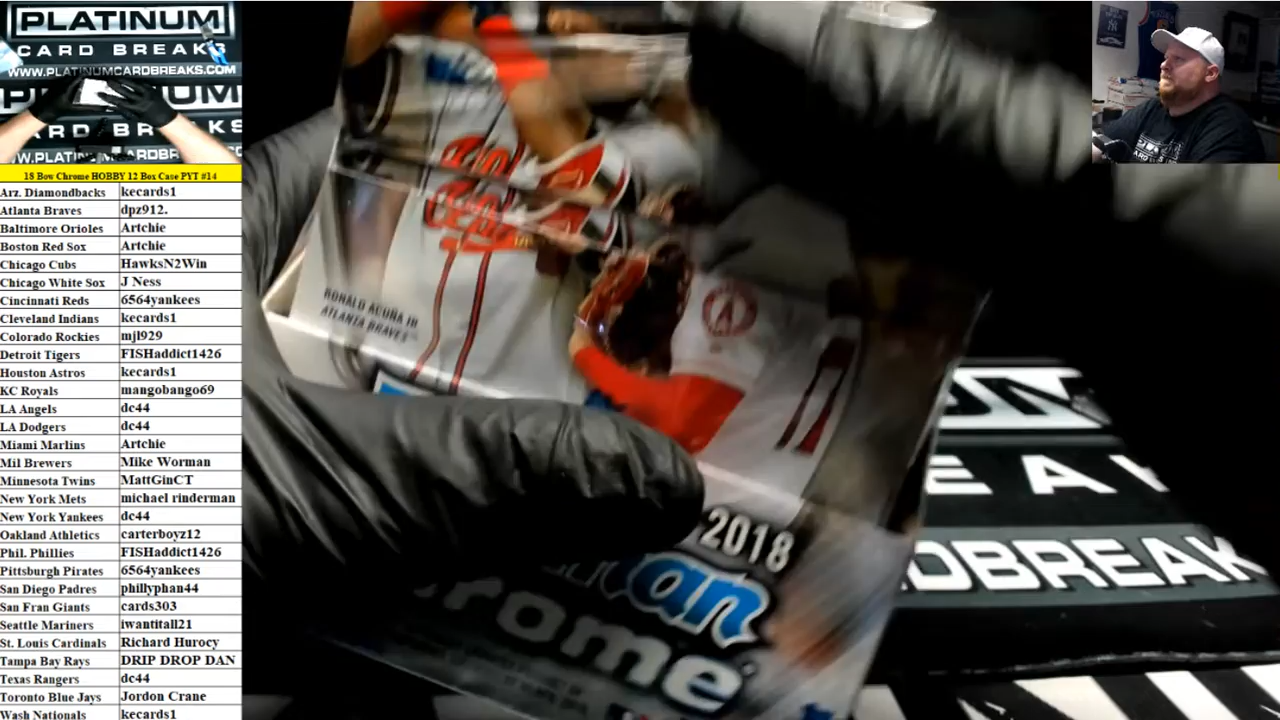 PLATINUM
CARD BREAKS
WWW.PLATINUMCARDBREAKS.COM
18 Bow Chrome HOBBY 12 Box Case PYT #14
Arz. Diamondbacks kecards1
Atlanta Braves dpz912.
Baltimore Orioles Artchie
Boston Red Sox Artchie
Chicago Cubs HawksN2Win
Chicago White Sox J Ness
Cincinnati Reds 6564yankees
Cleveland Indians kecards1
Colorado Rockies mjl929
Detroit Tigers FISHaddict1426
Houston Astros kecards1
KC Royals mangobango69
LA Angels dc44
LA Dodgers dc44
Miami Marlins Artchie
Mil Brewers Mike Worman
Minnesota Twins MattGinCT
New York Mets michael rinderman
New York Yankees dc44
Oakland Athletics carterboyz12
Phil. Phillies FISHaddict1426
Pittsburgh Pirates 6564yankees
San Diego Padres phillyphan44
San Fran Giants cards303
Seattle Mariners iwantitall21
St. Louis Cardinals Richard Hurocy
Tampa Bay Rays DRIP DROP DAN
Texas Rangers dc44
Toronto Blue Jays Jordon Crane
Wash Nationals kecards1
RONALD ACUÑA JR
ATLANTA BRAVES
2018
an
rome
EAK
DBREAK